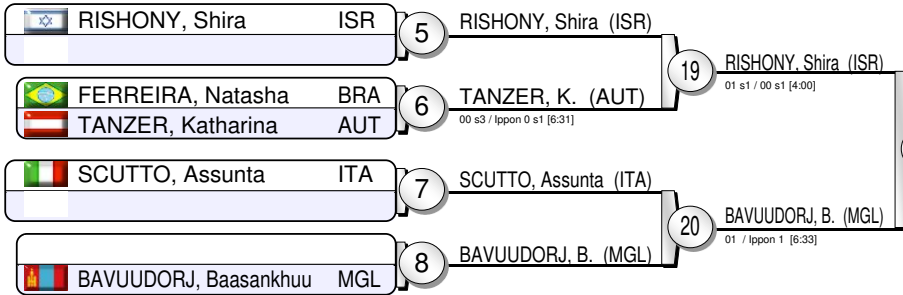 RISHONY, Shira ISR
5
RISHONY, Shira (ISR)
FERREIRA, Natasha BRA
TANZER, Katharina AUT
6
TANZER, K. (AUT)
00 s3 / Ippon 0 s1 [6:31]
19
RISHONY, Shira (ISR)
01 s1 / 00 s1 [4:00]
SCUTTO, Assunta ITA
7
SCUTTO, Assunta (ITA)
BAVUUDORJ, Baasankhuu MGL
8
BAVUUDORJ, B. (MGL)
20
BAVUUDORJ, B. (MGL)
01 / Ippon 1 [6:33]